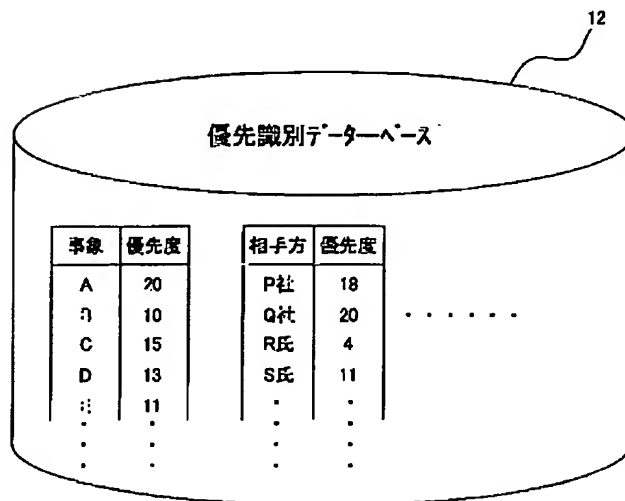 12
優先識別データーベース
事象 優先度 相手方 優先度
A 20 P社 18
10 Q社 20 ・・・・・・
C 15 R氏 4
D 13 S氏 11
11